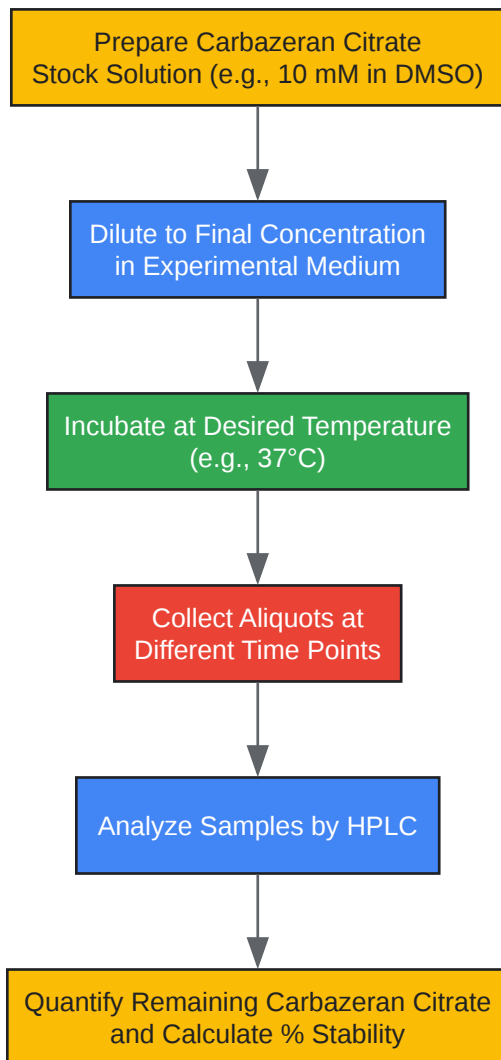 Prepare Carbazeran Citrate
Stock Solution (e.g., 10 mM in DMSO)
Dilute to Final Concentration
in Experimental Medium
Incubate at Desired Temperature
(e.g., 37°C)
Collect Aliquots at
Different Time Points
Analyze Samples by HPLC
Quantify Remaining Carbazeran Citrate
and Calculate % Stability